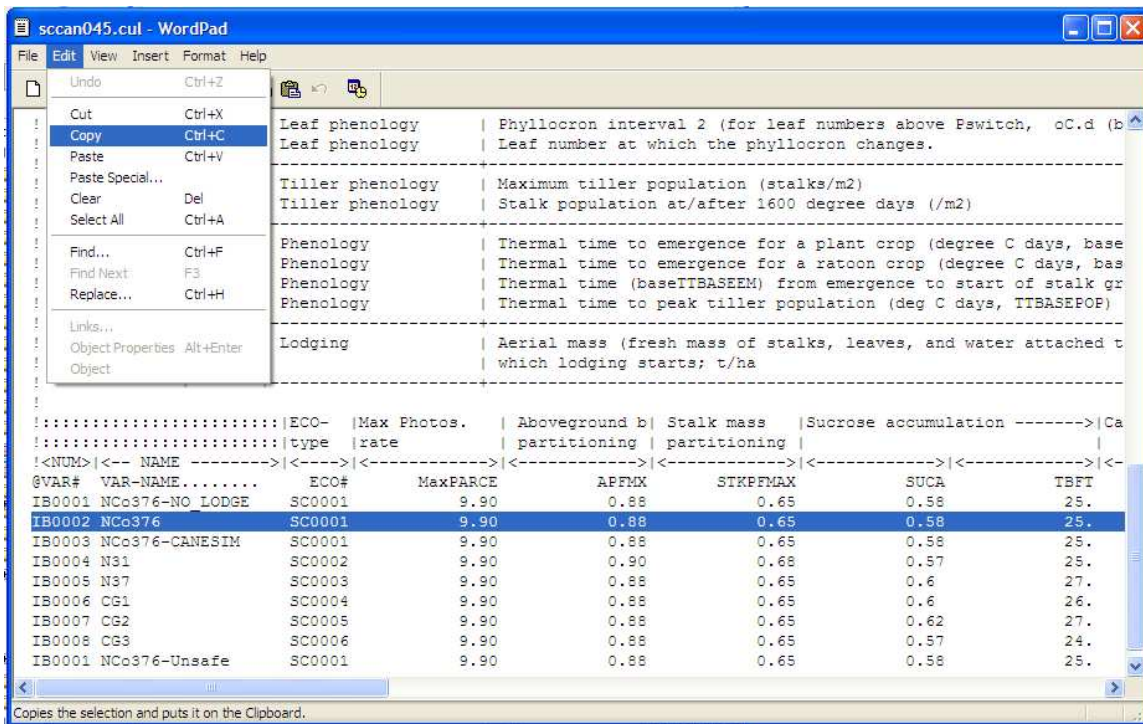 sccan045.cul - WordPad
File Edit View Insert Format Help
Undo Ctrl+Z
Cut Ctrl+X
Copy Ctrl+C
Paste Ctrl+V
Paste Special...
Clear Del
Select All Ctrl+A
Find... Ctrl+F
Find Next F3
Replace... Ctrl+H
Links...
Object Properties Alt+Enter
Object
! Leaf phenology | Phyllocron interval 2 (for leaf numbers above Pswitch, oC.d (b
! Leaf phenology | Leaf number at which the phyllocron changes.
! Tiller phenology | Maximum tiller population (stalks/m2)
! Tiller phenology | Stalk population at/after 1600 degree days (/m2)
! Phenology | Thermal time to emergence for a plant crop (degree C days, base
! Phenology | Thermal time to emergence for a ratoon crop (degree C days, bas
! Phenology | Thermal time (baseTTBASEEM) from emergence to start of stalk gr
! Phenology | Thermal time to peak tiller population (deg C days, TTBASEPOP)
! Lodging | Aerial mass (fresh mass of stalks, leaves, and water attached t
! | which lodging starts; t/ha
!
!::::::::::::::::::::::::|ECO- |Max Photos. | Aboveground b| Stalk mass |Sucrose accumulation ------->|Ca
!::::::::::::::::::::::::|type |rate | partitioning | partitioning | |
!<NUM>|<-- NAME -------->|<---->|<------------->|<------------->|<------------->|<------------->|<------------->|<-
@VAR# VAR-NAME........ ECO# MaxPARCE APFMX STKPFMAX SUCA TBFT
IB0001 NCo376-NO_LODGE SC0001 9.90 0.88 0.65 0.58 25.
IB0002 NCo376 SC0001 9.90 0.88 0.65 0.58 25.
IB0003 NCo376-CANESIM SC0001 9.90 0.88 0.65 0.58 25.
IB0004 N31 SC0002 9.90 0.90 0.68 0.57 25.
IB0005 N37 SC0003 9.90 0.88 0.65 0.6 27.
IB0006 CG1 SC0004 9.90 0.88 0.65 0.6 26.
IB0007 CG2 SC0005 9.90 0.88 0.65 0.62 27.
IB0008 CG3 SC0006 9.90 0.88 0.65 0.57 24.
IB0001 NCo376-Unsafe SC0001 9.90 0.88 0.65 0.58 25.
Copies the selection and puts it on the Clipboard.